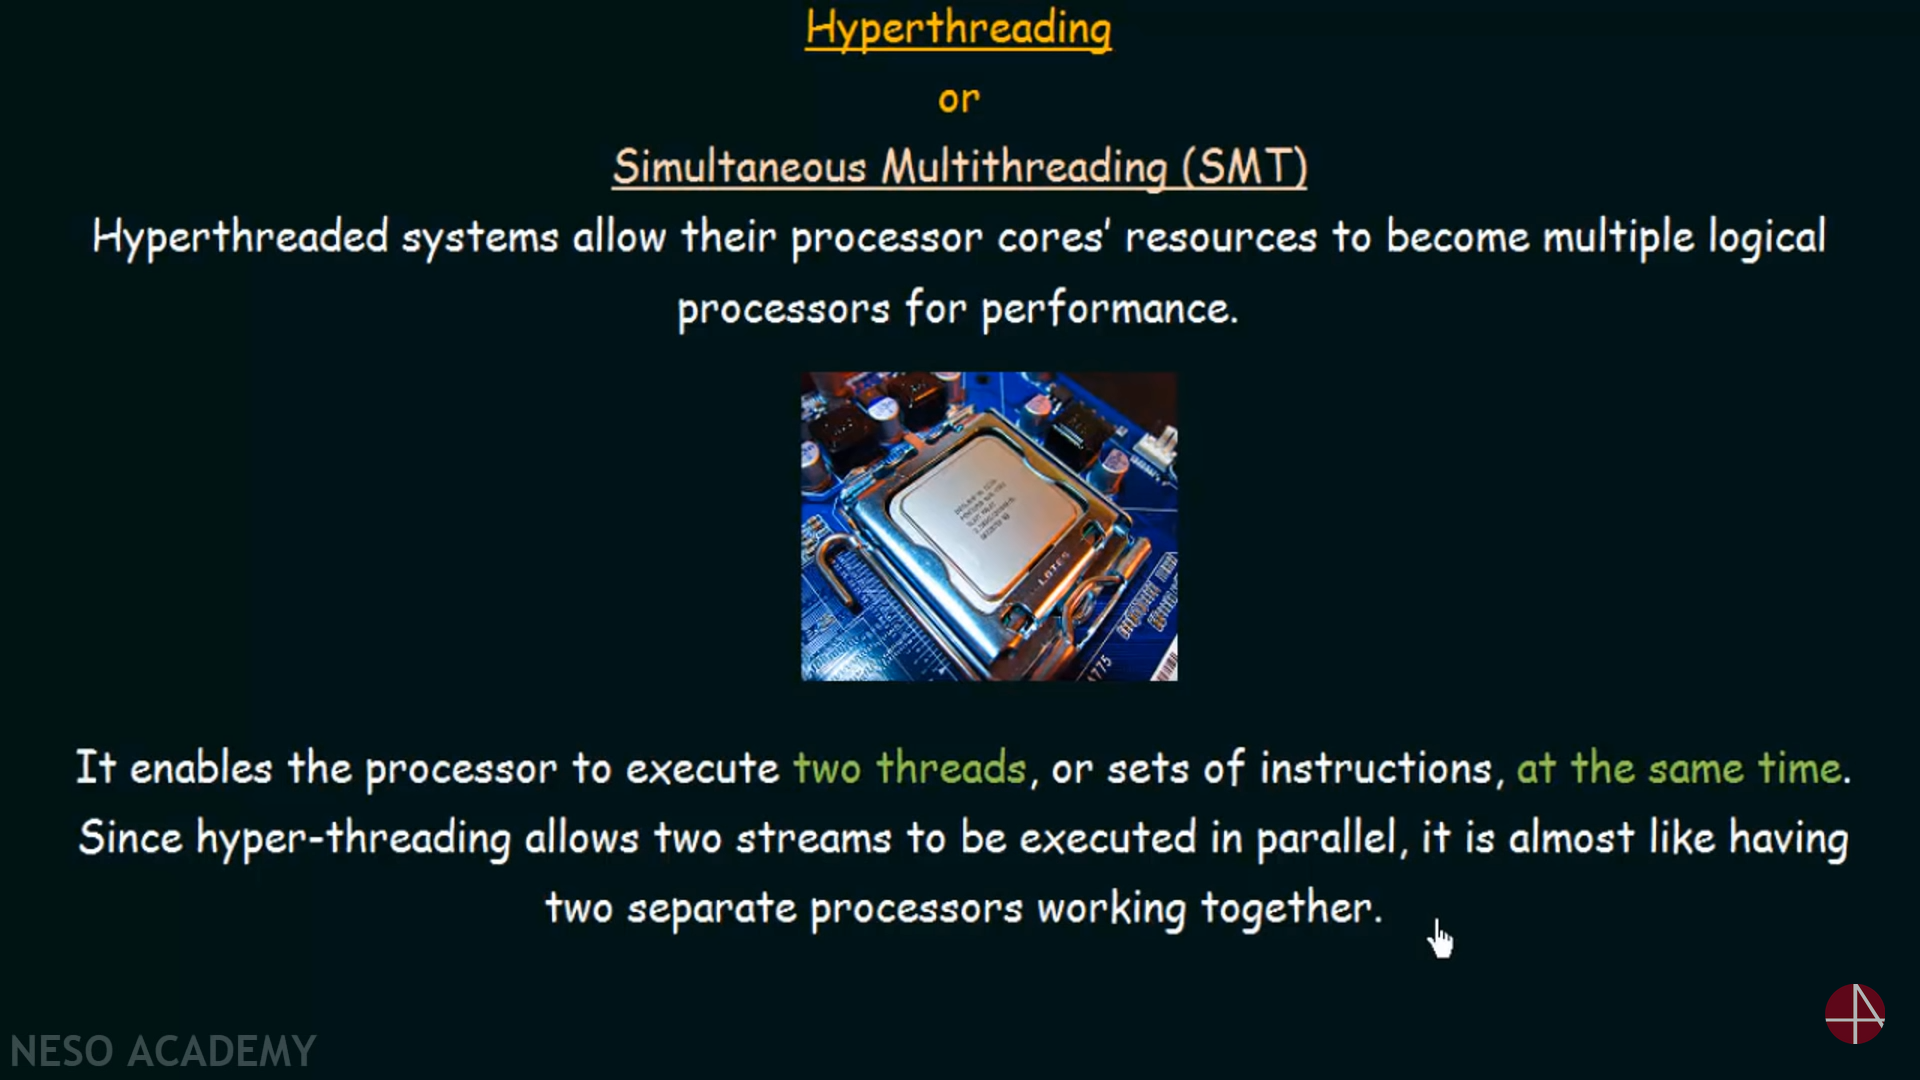 Hyperthreading
or
Simultaneous Multithreading (SMT)
Hyperthreaded systems allow their processor cores' resources to become multiple logical
processors for performance.
LOTES
775
It enables the processor to execute two threads, or sets of instructions, at the same time.
Since hyper-threading allows two streams to be executed in parallel, it is almost like having
two separate processors working together.
NESO ACADEMY